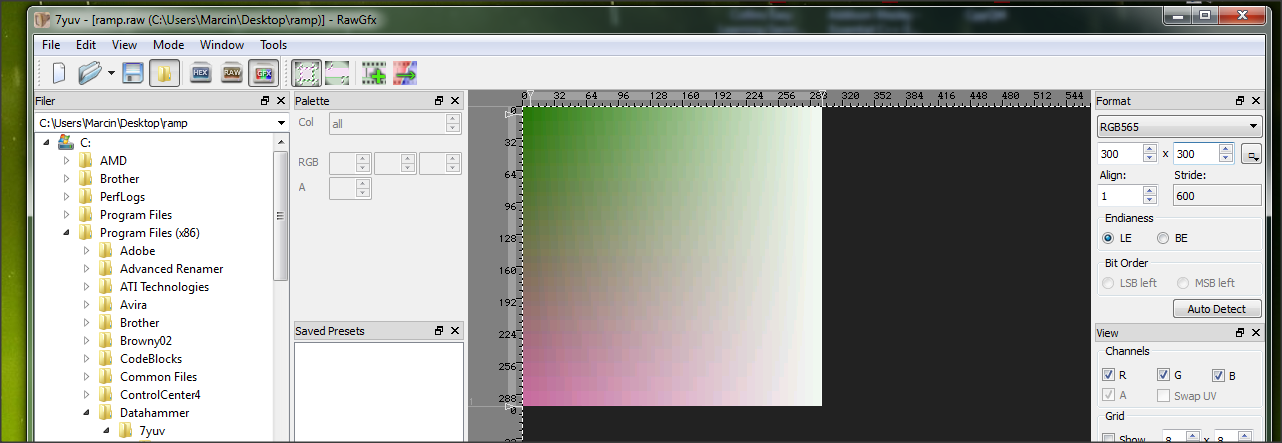 7yuv - [ramp.raw (C:\Users\Marcin\Desktop\ramp)] - RawGfx
File Edit View Mode Window Tools
HEX RAW GFX
Filer
C:\Users\Marcin\Desktop\ramp
C:
AMD
Brother
PerfLogs
Program Files
Program Files (x86)
Adobe
Advanced Renamer
ATI Technologies
Avira
Brother
Browny02
CodeBlocks
Common Files
ControlCenter4
Datahammer
7yuv
Palette
Col all
RGB
A
Saved Presets
0 32 64 96 128 160 192 224 256 288 320 352 384 416 448 480 512 544
0
32
64
96
128
160
192
224
256
288
0
Format
RGB565
300 x 300
Align: Stride:
1 600
Endianess
LE BE
Bit Order
LSB left MSB left
Auto Detect
View
Channels
R G B
A Swap UV
Grid
Show 8 x 8